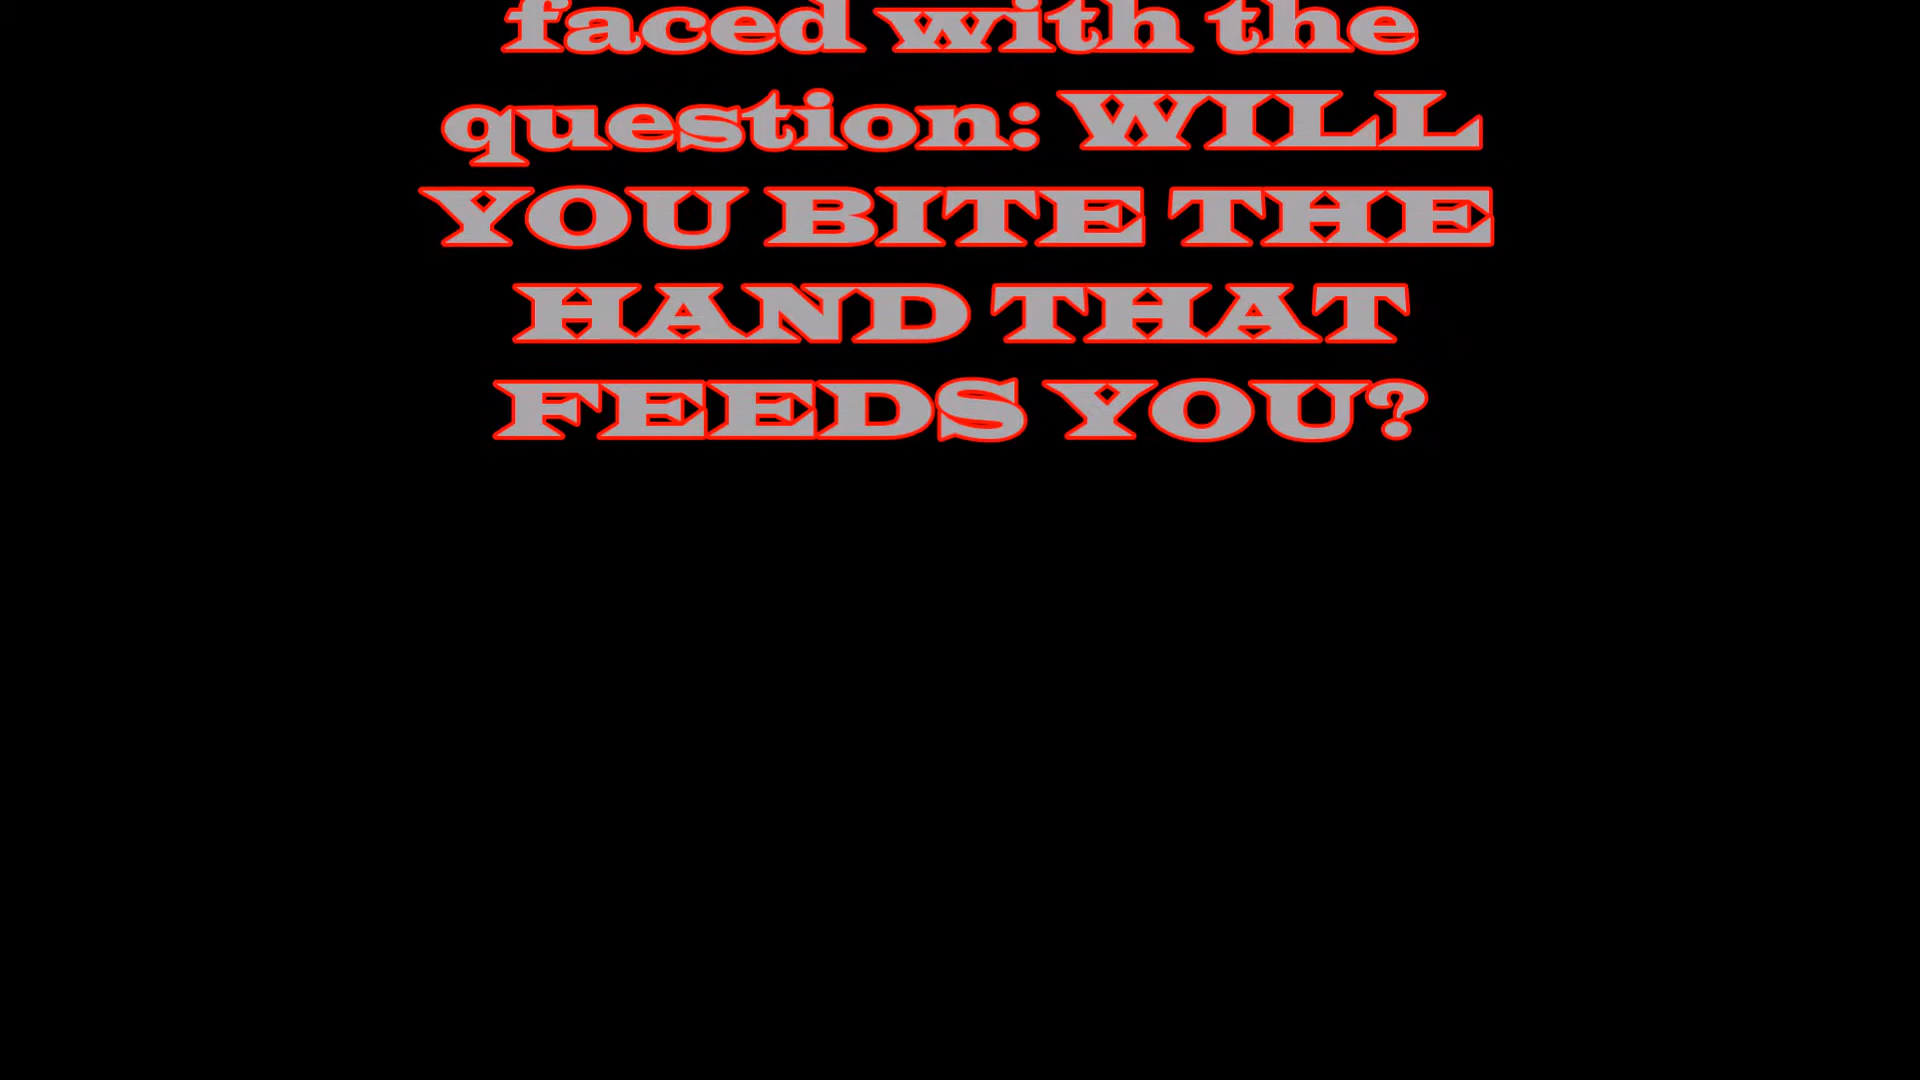 faced with the
question: WILL
YOU BITE THE
HAND THAT
FEEDS YOU?